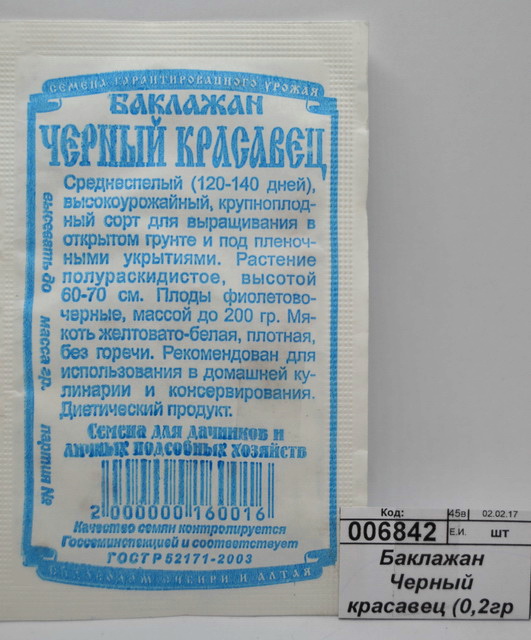 СЕМЕНА ГАРАНТИРОВАННОГО УРОЖАЯ
БАКЛАЖАН
ЧЕРНЫЙ КРАСАВЕЦ
Среднеспелый (120-140 дней),
высокоурожайный, крупноплод-
ный сорт для выращивания в
открытом грунте и под пленоч-
ными укрытиями. Растение
полураскидистое, высотой
60-70 см. Плоды фиолетово-
черные, массой до 200 гр. Мя-
коть желтовато-белая, плотная,
без горечи. Рекомендован для
использования в домашней ку-
линарии и консервирования.
Диетический продукт.
Семена для дачников и
личных подсобных хозяйств
2 000000 160016
Качество семян контролируется
Госсеминспекцией и соответствует
ГОСТ Р 52171-2003
СИБИРИ И АЛТАЯ
высевать до масса гр. партия №
Код: 45в 02.02.17
006842 Е.И. шт
Баклажан
Черный
красавец (0,2гр